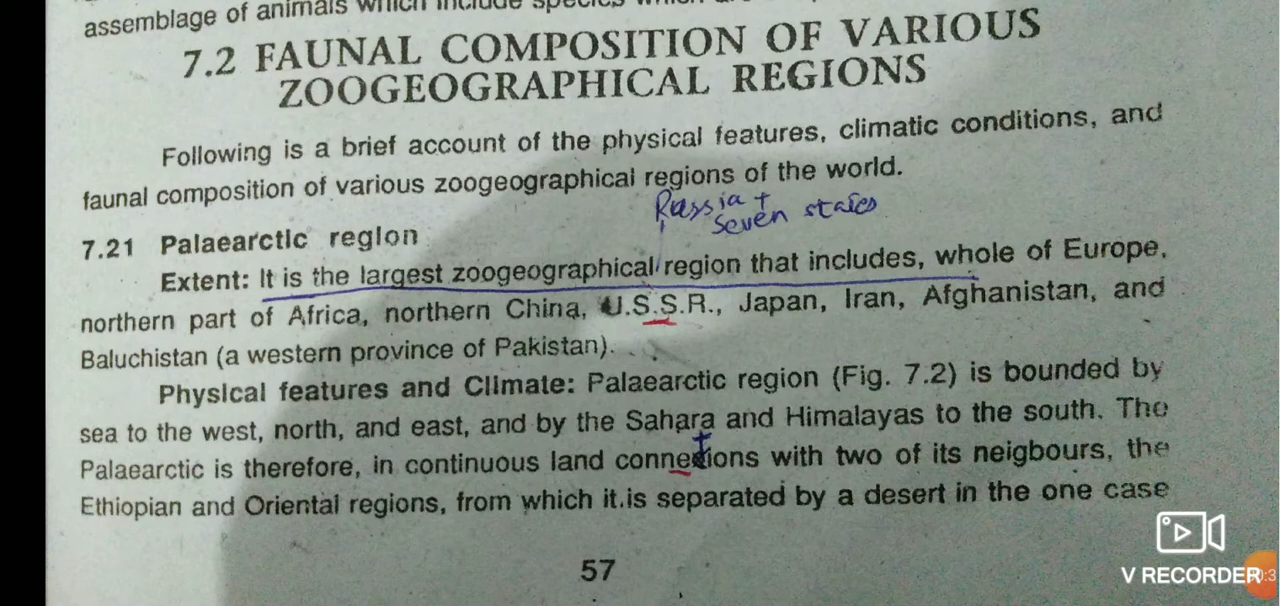 assemblage of animals which include species
7.2 FAUNAL COMPOSITION OF VARIOUS
ZOOGEOGRAPHICAL REGIONS
Following is a brief account of the physical features, climatic conditions, and
faunal composition of various zoogeographical regions of the world.
Russia +
Seven states
7.21 Palaearctic region
Extent: It is the largest zoogeographical region that includes, whole of Europe,
northern part of Africa, northern China, U.S.S.R., Japan, Iran, Afghanistan, and
Baluchistan (a western province of Pakistan).
Physical features and Climate: Palaearctic region (Fig. 7.2) is bounded by
sea to the west, north, and east, and by the Sahara and Himalayas to the south. The
Palaearctic is therefore, in continuous land connections with two of its neigbours, the
Ethiopian and Oriental regions, from which it.is separated by a desert in the one case
57
V RECORDER